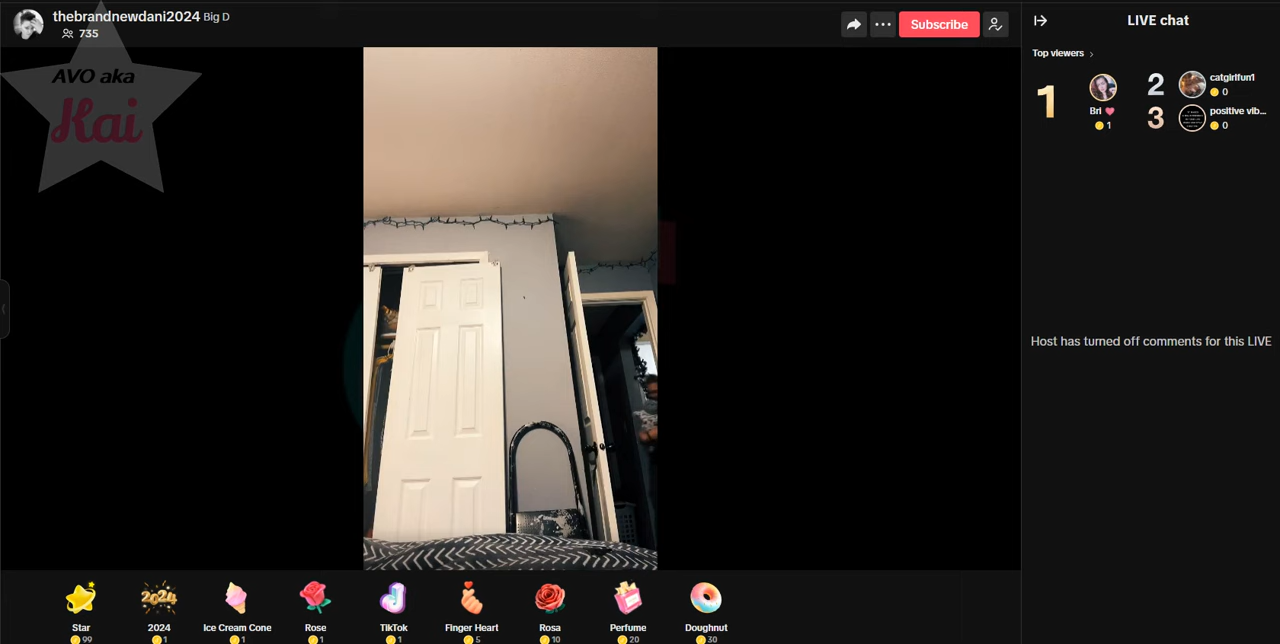 thebrandnewdani2024 Big D
735
AVO aka
Kai
Subscribe
LIVE chat
Top viewers
1
Bri
1
2
catgirlfun1
0
3
positive vib...
0
Host has turned off comments for this LIVE
2024
Star
99
2024
1
Ice Cream Cone
1
Rose
1
TikTok
1
Finger Heart
5
Rosa
10
Perfume
20
Doughnut
30